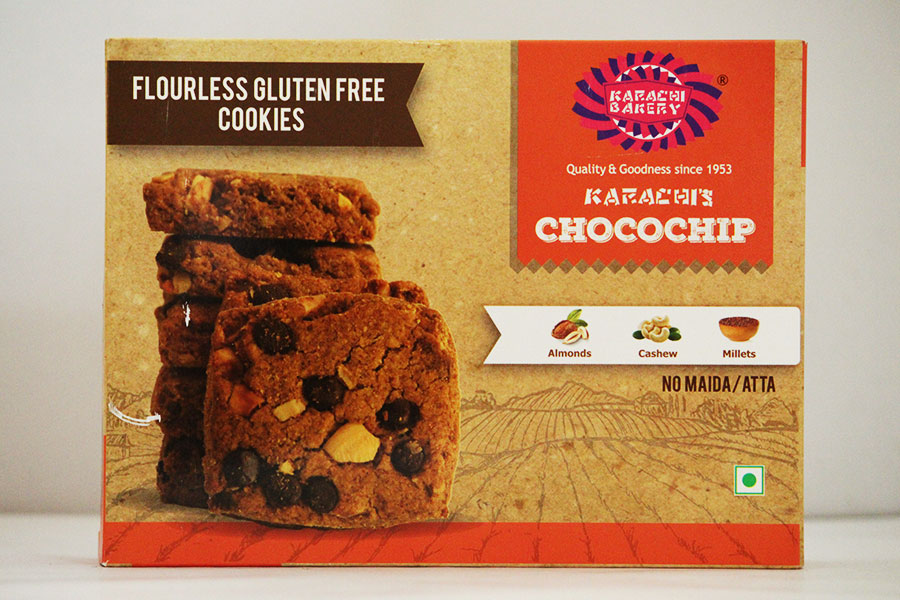 FLOURLESS GLUTEN FREE
COOKIES
KARACHI
BAKERY
®
Quality & Goodness since 1953
KARACHI'S
CHOCOCHIP
Almonds Cashew Millets
NO MAIDA/ATTA